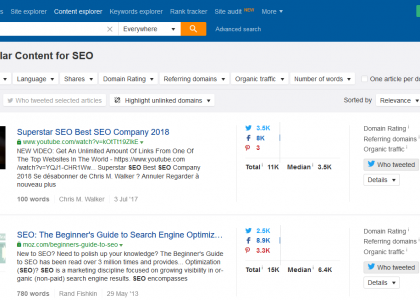 s Site explorer Content explorer Keywords explorer Rank tracker Site audit NEW More
Everywhere Advanced search
lar Content for SEO
Language Shares Domain Rating Referring domains Organic traffic Number of words One article per do
Who tweeted selected articles Highlight unlinked domains Sorted by Relevance
Superstar SEO Best SEO Company 2018
www.youtube.com/watch?v=kOfTt19ZlkE
NEW VIDEO: Get An Unlimited Amount Of Links From One Of
The Top Websites In The World - https://www.youtube.com
/watch?v=YQJ1-CHR1Ww... Superstar SEO Best SEO Company
2018 Se désabonner de Chris M. Walker ? Annuler Regarder à
nouveau plus
100 words Chris M. Walker 3 Jul '17
3.5K
8K
3
Total 11K Median 3.5K
Domain Rating
Referring domains
Organic traffic
Who tweeted
Details
SEO: The Beginner's Guide to Search Engine Optimiz…
moz.com/beginners-guide-to-seo
New to SEO? Need to polish up your knowledge? The Beginner's
Guide to SEO has been read over 3 million times and provides... Optimization
(SEO)? SEO is a marketing discipline focused on growing visibility in or-
ganic (non-paid) search engine results. SEO encompasses
780 words Rand Fishkin 29 May '13
2.5K
8.9K
3.3K
Total 15K Median 6.4K
Domain Rating
Referring domains
Organic traffic
Who tweeted
Details